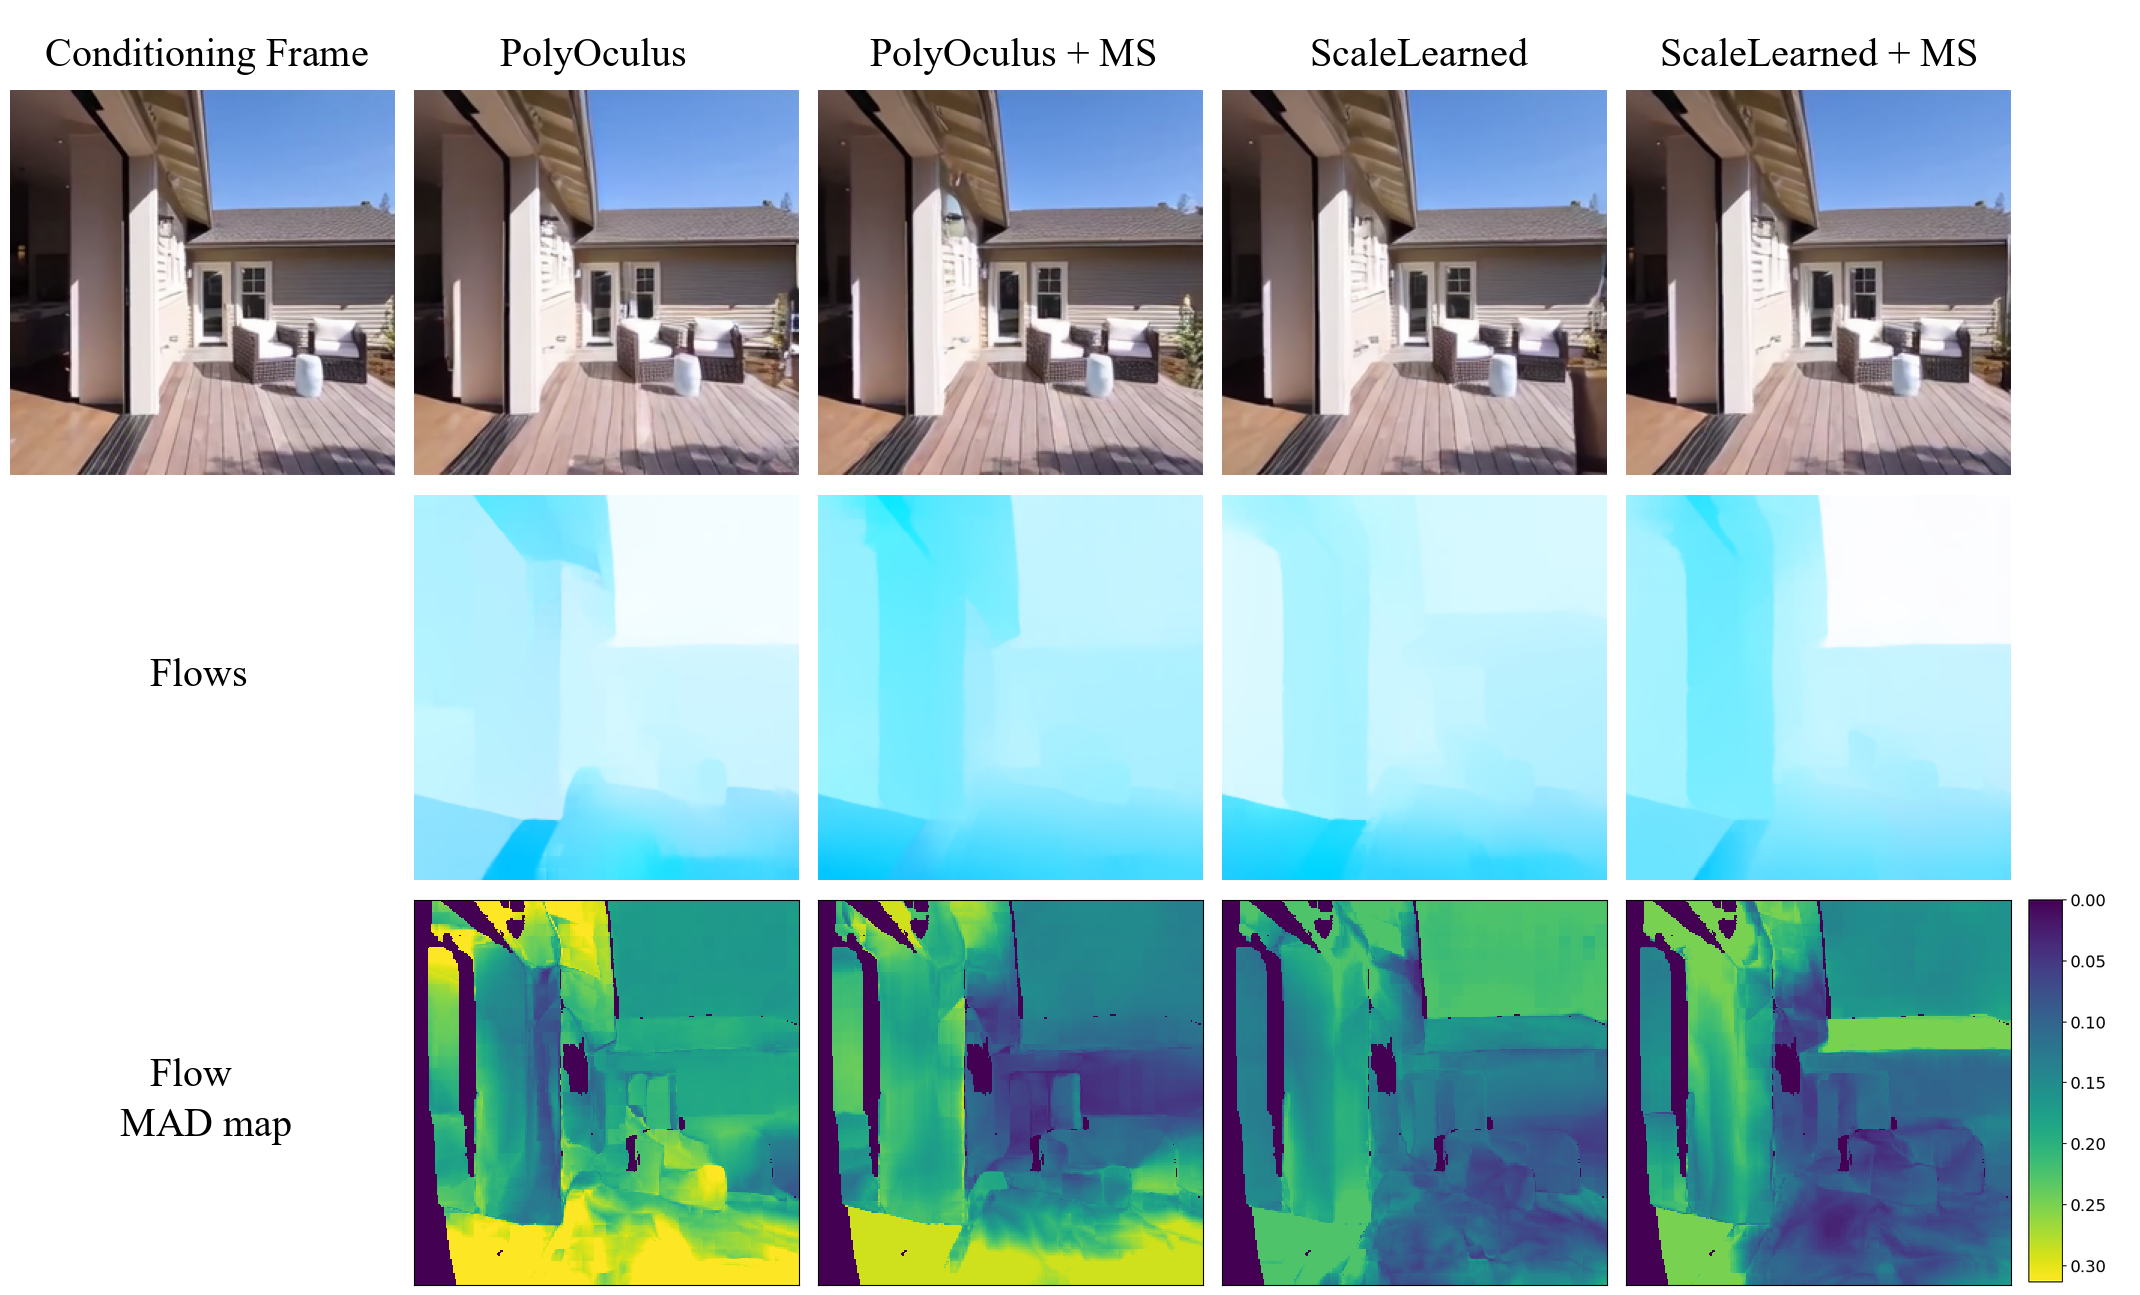 Conditioning Frame
PolyOculus
PolyOculus + MS
ScaleLearned
ScaleLearned + MS
Flows
Flow
MAD map
0.00
0.05
0.10
0.15
0.20
0.25
0.30